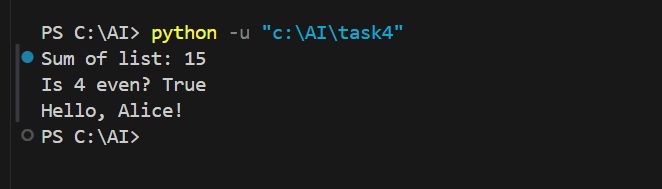 PS C:\AI> python -u "c:\AI\task4"
Sum of list: 15
Is 4 even? True
Hello, Alice!
PS C:\AI>